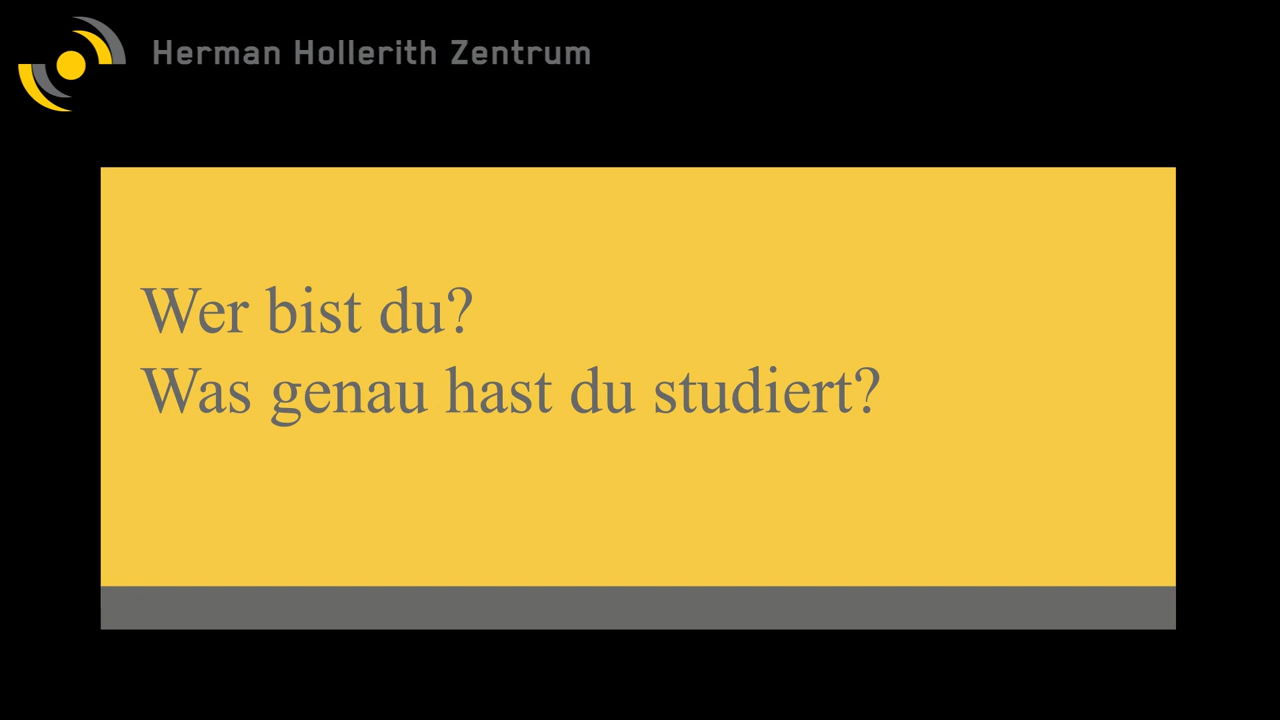 Herman Hollerith Zentrum
Wer bist du?
Was genau hast du studiert?